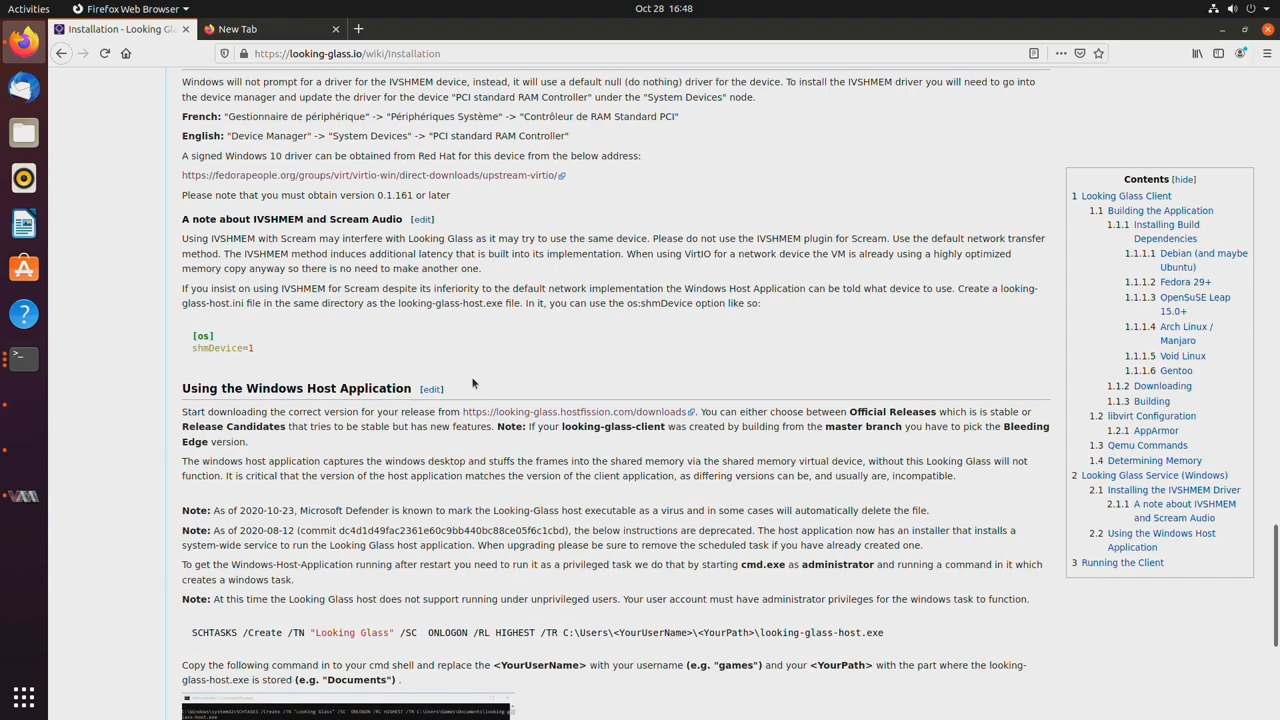 Activities
Firefox Web Browser
Oct 28 16:48
Installation - Looking Gla
New Tab
https://looking-glass.io/wiki/Installation
Windows will not prompt for a driver for the IVSHMEM device, instead, it will use a default null (do nothing) driver for the device. To install the IVSHMEM driver you will need to go into
the device manager and update the driver for the device "PCI standard RAM Controller" under the "System Devices" node.
French: "Gestionnaire de périphérique" -> "Périphériques Système" -> "Contrôleur de RAM Standard PCI"
English: "Device Manager" -> "System Devices" -> "PCI standard RAM Controller"
A signed Windows 10 driver can be obtained from Red Hat for this device from the below address:
https://fedorapeople.org/groups/virt/virtio-win/direct-downloads/upstream-virtio/
Please note that you must obtain version 0.1.161 or later
A note about IVSHMEM and Scream Audio [edit]
Using IVSHMEM with Scream may interfere with Looking Glass as it may try to use the same device. Please do not use the IVSHMEM plugin for Scream. Use the default network transfer
method. The IVSHMEM method induces additional latency that is built into its implementation. When using VirtIO for a network device the VM is already using a highly optimized
memory copy anyway so there is no need to make another one.
If you insist on using IVSHMEM for Scream despite its inferiority to the default network implementation the Windows Host Application can be told what device to use. Create a looking-
glass-host.ini file in the same directory as the looking-glass-host.exe file. In it, you can use the os:shmDevice option like so:
[os]
shmDevice=1
Using the Windows Host Application [edit]
Start downloading the correct version for your release from https://looking-glass.hostfission.com/downloads. You can either choose between Official Releases which is is stable or
Release Candidates that tries to be stable but has new features. Note: If your looking-glass-client was created by building from the master branch you have to pick the Bleeding
Edge version.
The windows host application captures the windows desktop and stuffs the frames into the shared memory via the shared memory virtual device, without this Looking Glass will not
function. It is critical that the version of the host application matches the version of the client application, as differing versions can be, and usually are, incompatible.
Note: As of 2020-10-23, Microsoft Defender is known to mark the Looking-Glass host executable as a virus and in some cases will automatically delete the file.
Note: As of 2020-08-12 (commit dc4d1d49fac2361e60c9bb440bc8ce05f6c1cbd), the below instructions are deprecated. The host application now has an installer that installs a
system-wide service to run the Looking Glass host application. When upgrading please be sure to remove the scheduled task if you have already created one.
To get the Windows-Host-Application running after restart you need to run it as a privileged task we do that by starting cmd.exe as administrator and running a command in it which
creates a windows task.
Note: At this time the Looking Glass host does not support running under unprivileged users. Your user account must have administrator privileges for the windows task to function.
SCHTASKS /Create /TN "Looking Glass" /SC ONLOGON /RL HIGHEST /TR C:\Users\<YourUserName>\<YourPath>\looking-glass-host.exe
Copy the following command in to your cmd shell and replace the <YourUserName> with your username (e.g. "games") and your <YourPath> with the part where the looking-
glass-host.exe is stored (e.g. "Documents") .
Contents [hide]
1 Looking Glass Client
1.1 Building the Application
1.1.1 Installing Build
Dependencies
1.1.1.1 Debian (and maybe
Ubuntu)
1.1.1.2 Fedora 29+
1.1.1.3 OpenSuSE Leap
15.0+
1.1.1.4 Arch Linux /
Manjaro
1.1.1.5 Void Linux
1.1.1.6 Gentoo
1.1.2 Downloading
1.1.3 Building
1.2 libvirt Configuration
1.2.1 AppArmor
1.3 Qemu Commands
1.4 Determining Memory
2 Looking Glass Service (Windows)
2.1 Installing the IVSHMEM Driver
2.1.1 A note about IVSHMEM
and Scream Audio
2.2 Using the Windows Host
Application
3 Running the Client